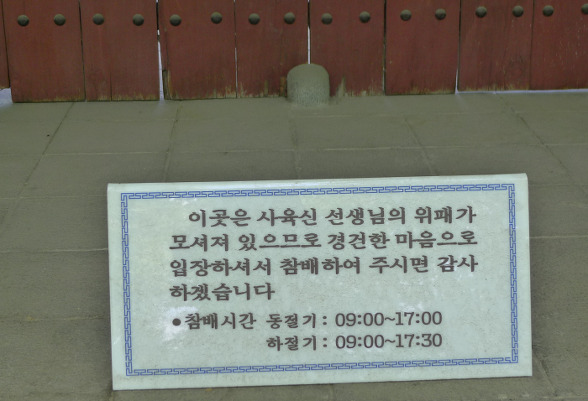 이곳은 사육신 선생님의 위패가
모셔져 있으므로 경건한 마음으로
입장하셔서 참배하여 주시면 감사
하겠습니다
●참배시간 동절기 : 09:00~17:00
하절기 : 09:00~17:30